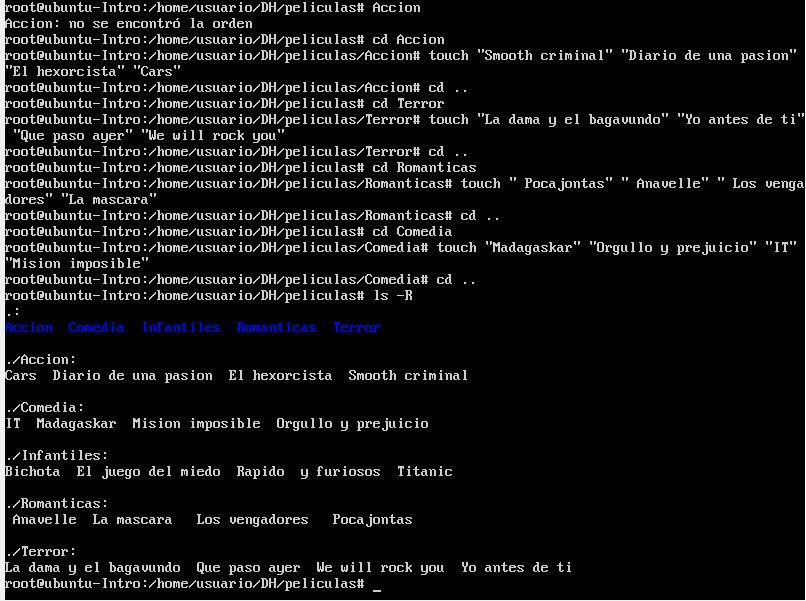 root@ubuntu-Intro:/home/usuario/DH/peliculas# Accion
Accion: no se encontró la orden
root@ubuntu-Intro:/home/usuario/DH/peliculas# cd Accion
root@ubuntu-Intro:/home/usuario/DH/peliculas/Accion# touch "Smooth criminal" "Diario de una pasion"
"El hexorcista" "Cars"
root@ubuntu-Intro:/home/usuario/DH/peliculas/Accion# cd ..
root@ubuntu-Intro:/home/usuario/DH/peliculas# cd Terror
root@ubuntu-Intro:/home/usuario/DH/peliculas/Terror# touch "La dama y el bagavundo" "Yo antes de ti"
 "Que paso ayer" "We will rock you"
root@ubuntu-Intro:/home/usuario/DH/peliculas/Terror# cd ..
root@ubuntu-Intro:/home/usuario/DH/peliculas# cd Romanticas
root@ubuntu-Intro:/home/usuario/DH/peliculas/Romanticas# touch " Pocajontas" " Anavelle" " Los venga
dores" "La mascara"
root@ubuntu-Intro:/home/usuario/DH/peliculas/Romanticas# cd ..
root@ubuntu-Intro:/home/usuario/DH/peliculas# cd Comedia
root@ubuntu-Intro:/home/usuario/DH/peliculas/Comedia# touch "Madagaskar" "Orgullo y prejuicio" "IT"
"Mision imposible"
root@ubuntu-Intro:/home/usuario/DH/peliculas/Comedia# cd ..
root@ubuntu-Intro:/home/usuario/DH/peliculas# ls -R
.:
Accion  Comedia  Infantiles  Romanticas  Terror

./Accion:
Cars  Diario de una pasion  El hexorcista  Smooth criminal

./Comedia:
IT  Madagaskar  Mision imposible  Orgullo y prejuicio

./Infantiles:
Bichota  El juego del miedo  Rapido  y furiosos  Titanic

./Romanticas:
 Anavelle  La mascara   Los vengadores   Pocajontas

./Terror:
La dama y el bagavundo  Que paso ayer  We will rock you  Yo antes de ti
root@ubuntu-Intro:/home/usuario/DH/peliculas# _